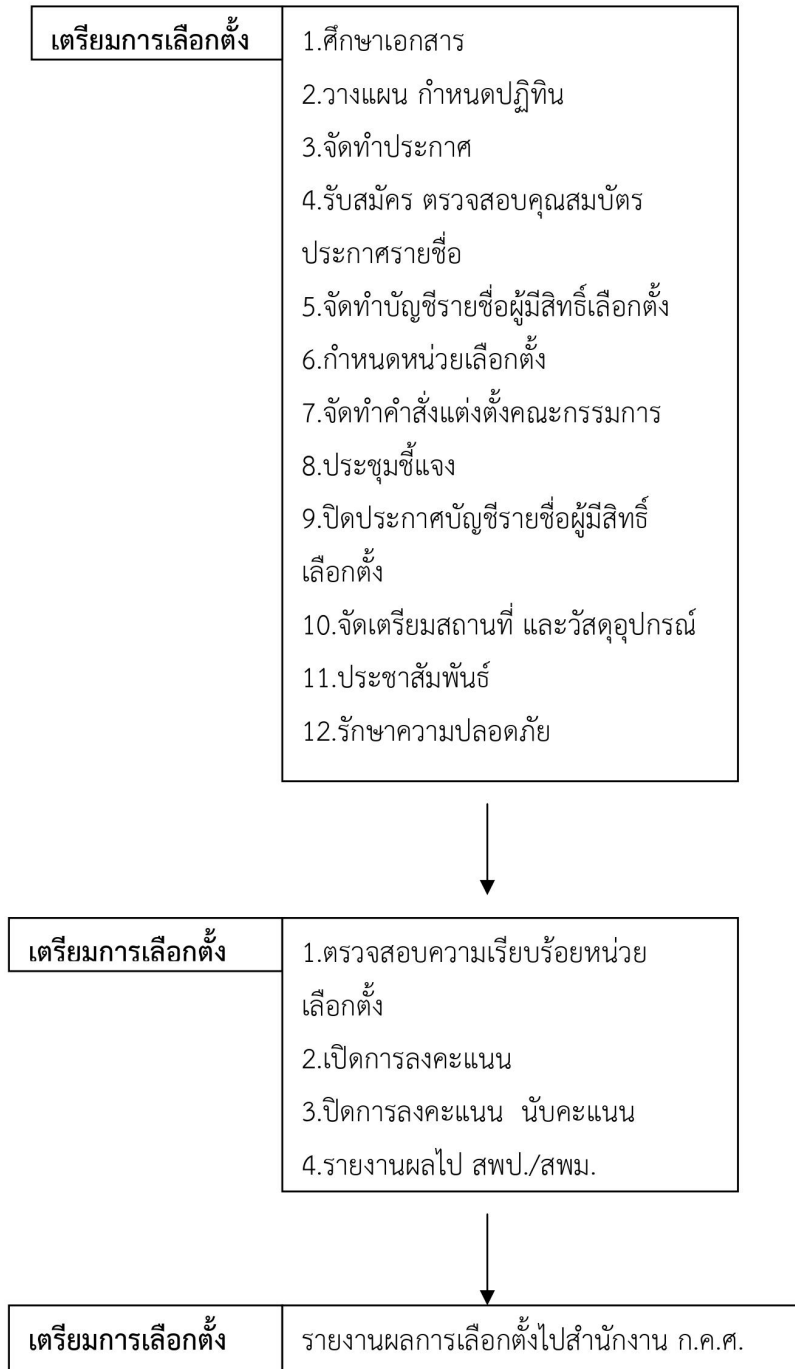 เตรียมการเลือกตั้ง
1.ศึกษาเอกสาร
2.วางแผน กำหนดปฏิทิน
3.จัดทำประกาศ
4.รับสมัคร ตรวจสอบคุณสมบัตร
ประกาศรายชื่อ
5.จัดทำบัญชีรายชื่อผู้มีสิทธิ์เลือกตั้ง
6.กำหนดหน่วยเลือกตั้ง
7.จัดทำคำสั่งแต่งตั้งคณะกรรมการ
8.ประชุมชี้แจง
9.ปิดประกาศบัญชีรายชื่อผู้มีสิทธิ์
เลือกตั้ง
10.จัดเตรียมสถานที่ และวัสดุอุปกรณ์
11.ประชาสัมพันธ์
12.รักษาความปลอดภัย
เตรียมการเลือกตั้ง
1.ตรวจสอบความเรียบร้อยหน่วย
เลือกตั้ง
2.เปิดการลงคะแนน
3.ปิดการลงคะแนน นับคะแนน
4.รายงานผลไป สพป./สพม.
เตรียมการเลือกตั้ง
รายงานผลการเลือกตั้งไปสำนักงาน ก.ค.ศ.